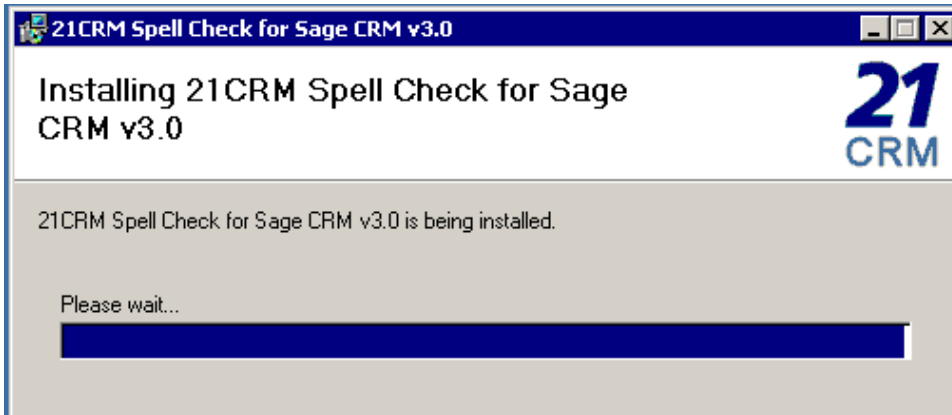 21CRM Spell Check for Sage CRM v3.0
Installing 21CRM Spell Check for Sage
CRM v3.0
21
CRM
21CRM Spell Check for Sage CRM v3.0 is being installed.
Please wait...